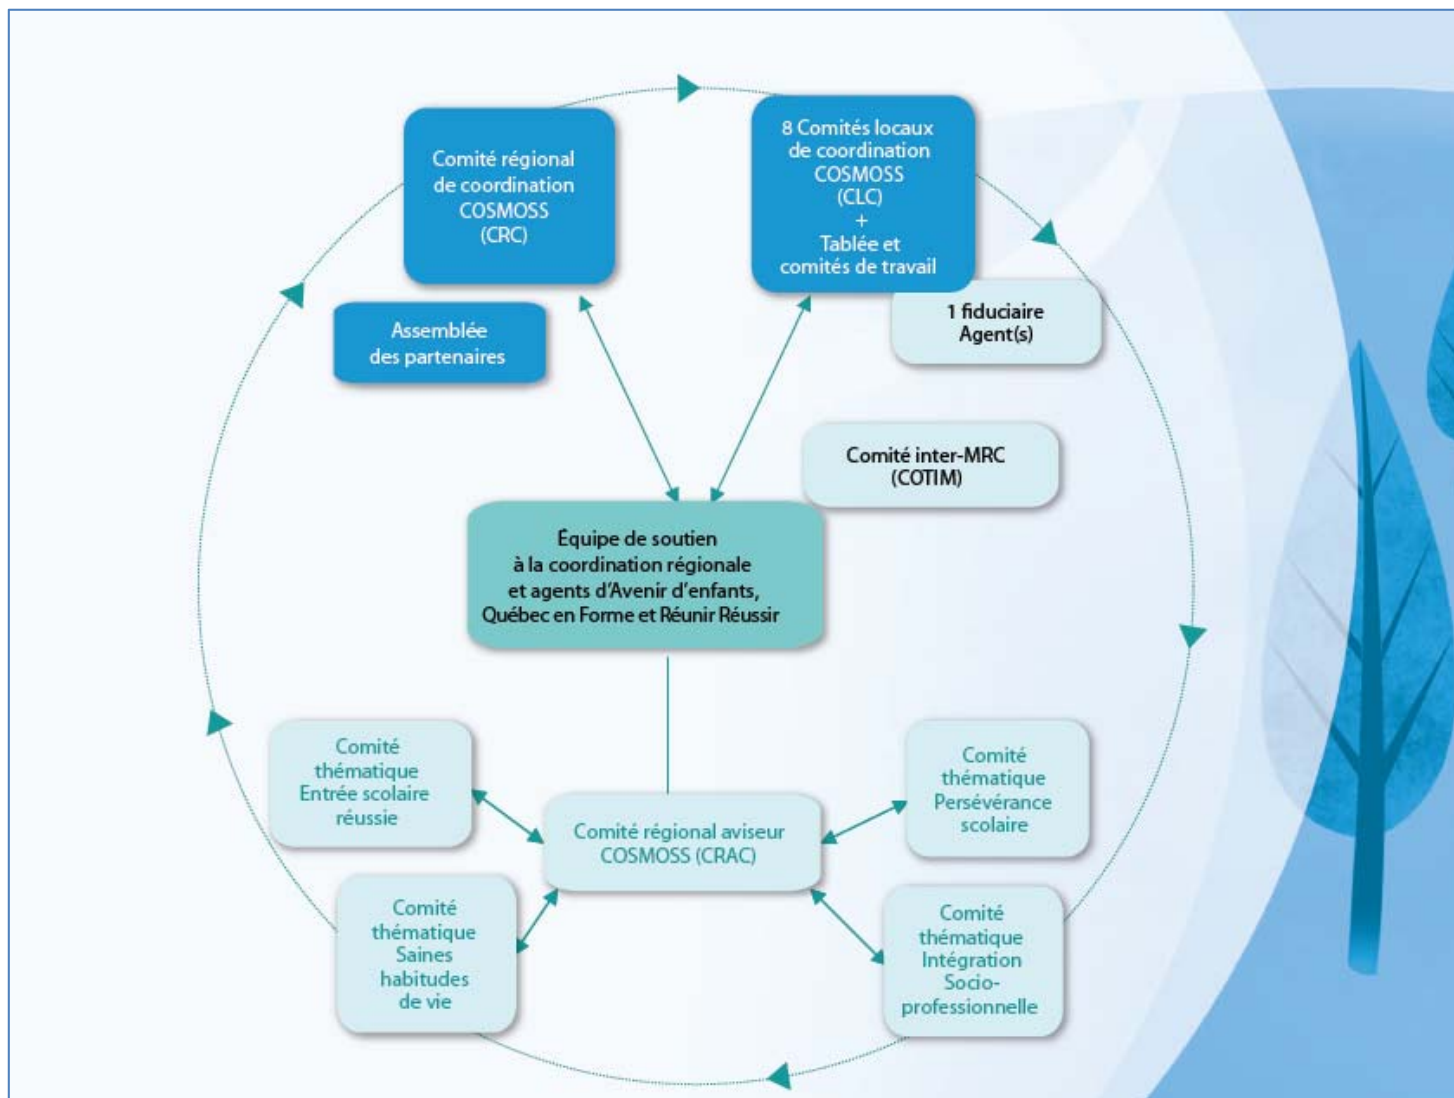 Comité régional
de coordination
COSMOSS
(CRC)
8 Comités locaux
de coordination
COSMOSS
(CLC)
+
Tablée et
comités de travail
Assemblée
des partenaires
1 fiduciaire
Agent(s)
Comité inter-MRC
(COTIM)
Équipe de soutien
à la coordination régionale
et agents d'Avenir d'enfants,
Québec en Forme et Réunir Réussir
Comité
thématique
Entrée scolaire
réussie
Comité
thématique
Persévérance
scolaire
Comité régional aviseur
COSMOSS (CRAC)
Comité
thématique
Saines
habitudes
de vie
Comité
thématique
Intégration
Socio-
professionnelle